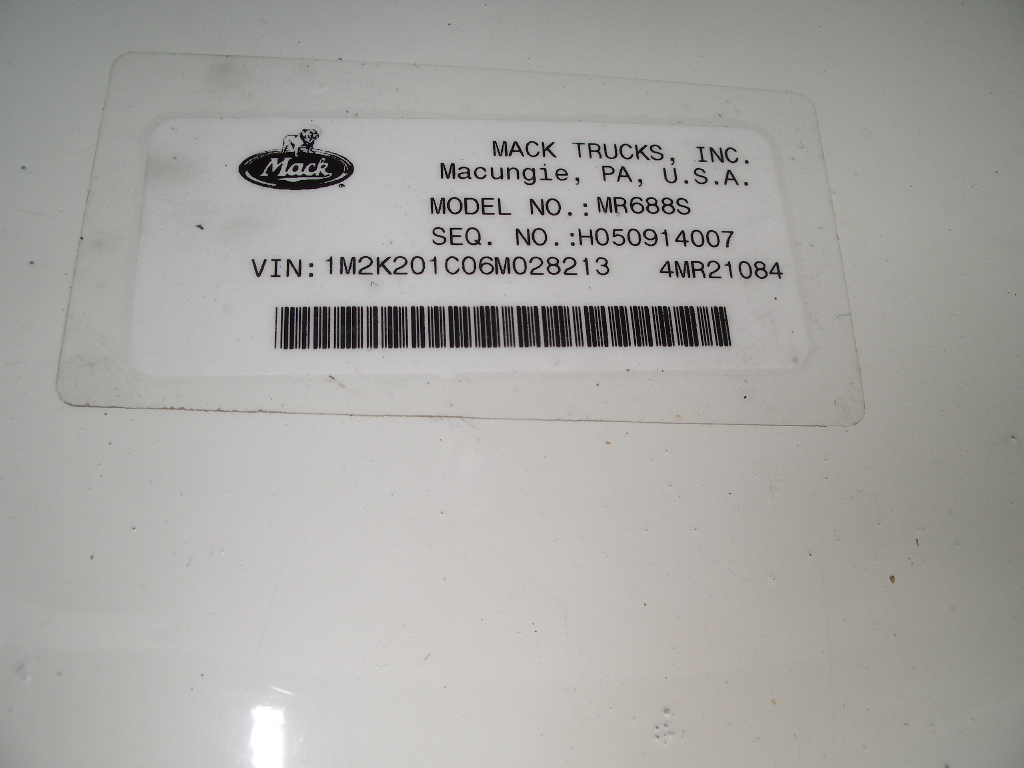 Mack
MACK TRUCKS, INC.
Macungie, PA, U.S.A.
MODEL NO.: MR688S
SEQ. NO.:H050914007
VIN: 1M2K201C06M028213 4MR21084